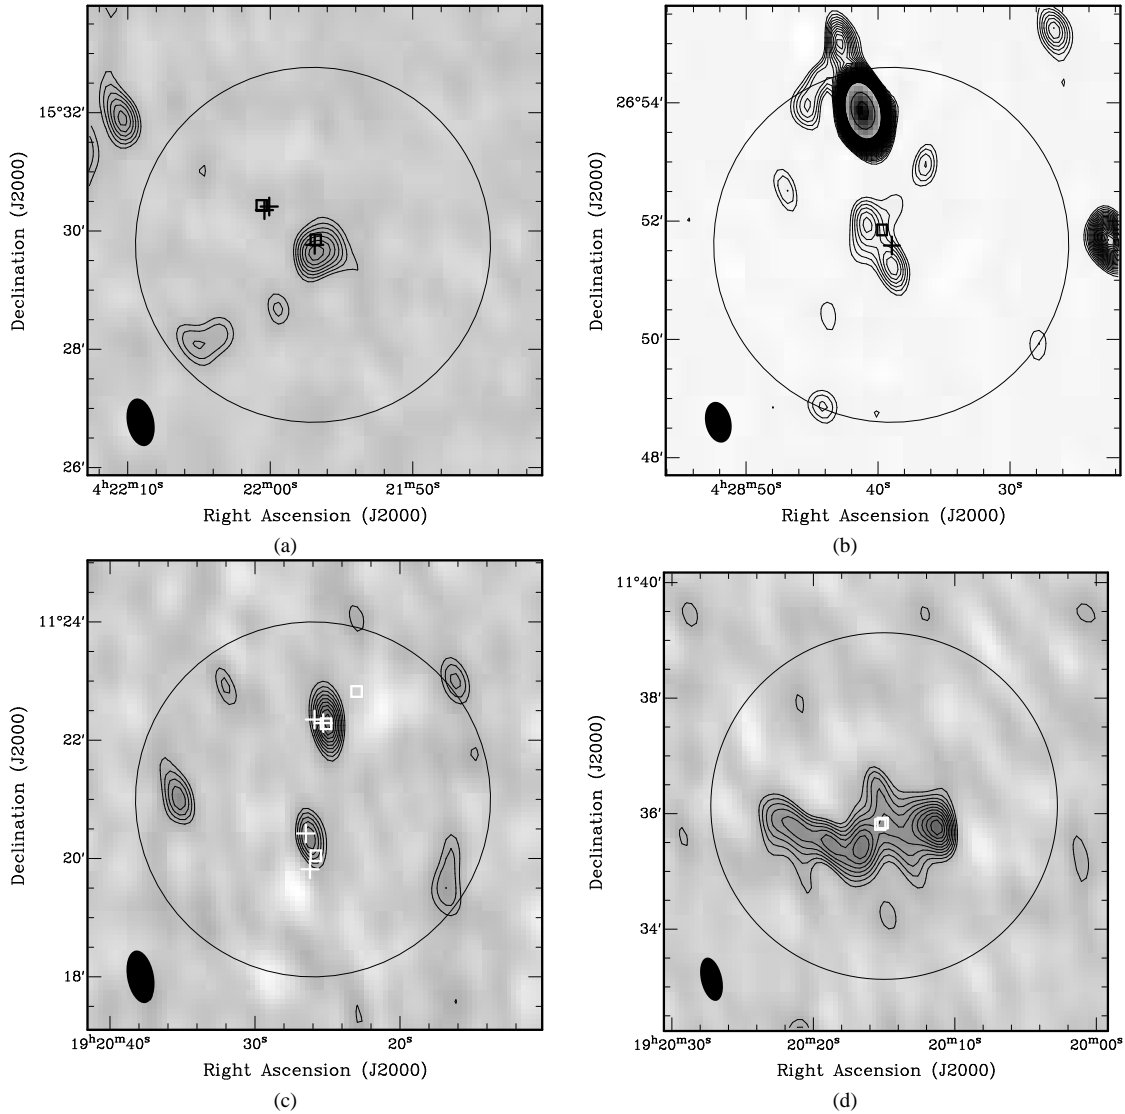 15°32′
30′
28′
26′
Declination (J2000)
4ʰ22ᵐ10ˢ
22ᵐ00ˢ
21ᵐ50ˢ
Right Ascension (J2000)
(a)
26°54′
52′
50′
48′
Declination (J2000)
4ʰ28ᵐ50ˢ
40ˢ
30ˢ
Right Ascension (J2000)
(b)
11°24′
22′
20′
18′
Declination (J2000)
19ʰ20ᵐ40ˢ
30ˢ
20ˢ
Right Ascension (J2000)
(c)
11°40′
38′
36′
34′
Declination (J2000)
19ʰ20ᵐ30ˢ
20ᵐ20ˢ
20ᵐ10ˢ
20ᵐ00ˢ
Right Ascension (J2000)
(d)